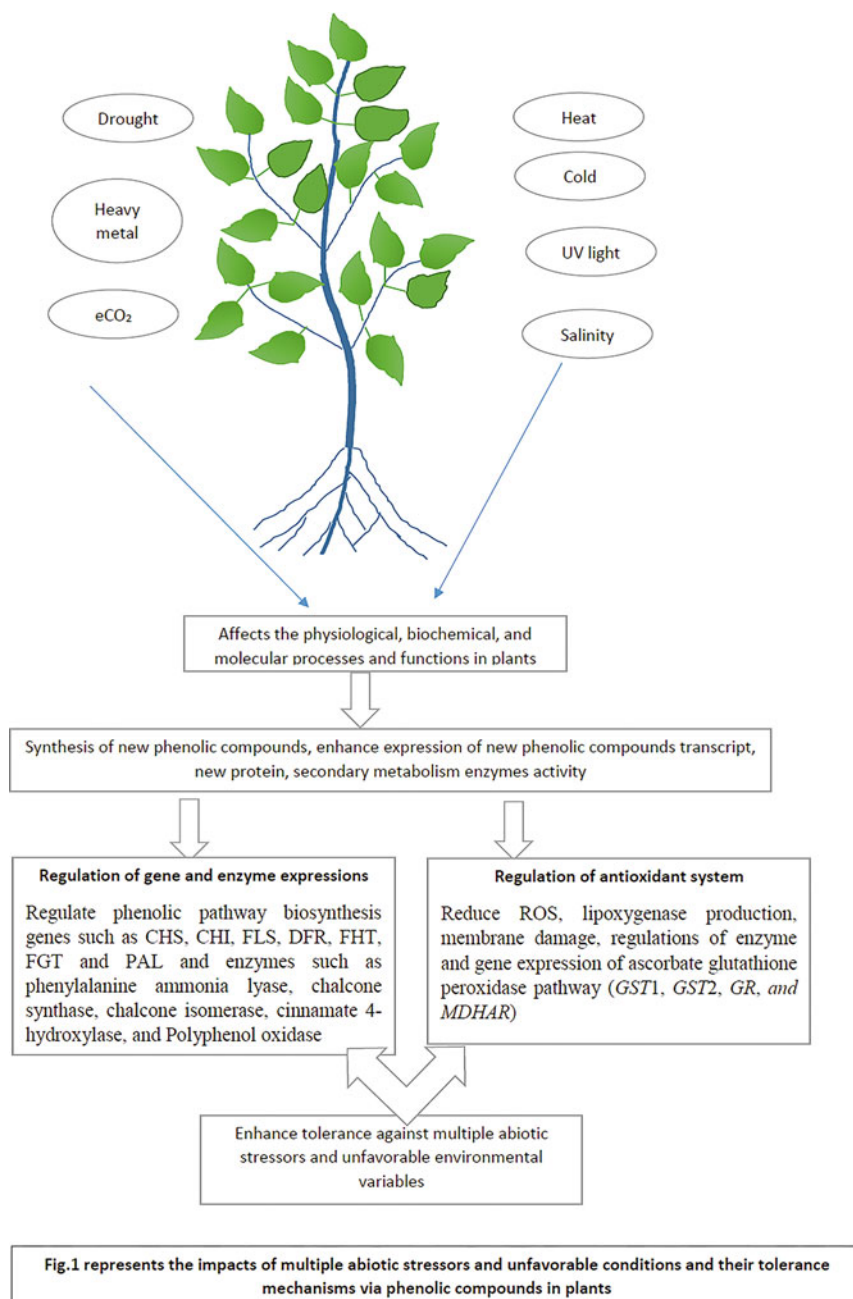 Drought
Heavy
metal
eCO₂
Heat
Cold
UV light
Salinity
Affects the physiological, biochemical, and
molecular processes and functions in plants
Synthesis of new phenolic compounds, enhance expression of new phenolic compounds transcript,
new protein, secondary metabolism enzymes activity
Regulation of gene and enzyme expressions
Regulate phenolic pathway biosynthesis
genes such as CHS, CHI, FLS, DFR, FHT,
FGT and PAL and enzymes such as
phenylalanine ammonia lyase, chalcone
synthase, chalcone isomerase, cinnamate 4-
hydroxylase, and Polyphenol oxidase
Regulation of antioxidant system
Reduce ROS, lipoxygenase production,
membrane damage, regulations of enzyme
and gene expression of ascorbate glutathione
peroxidase pathway (GST1, GST2, GR, and
MDHAR)
Enhance tolerance against multiple abiotic
stressors and unfavorable environmental
variables
Fig.1 represents the impacts of multiple abiotic stressors and unfavorable conditions and their tolerance
mechanisms via phenolic compounds in plants